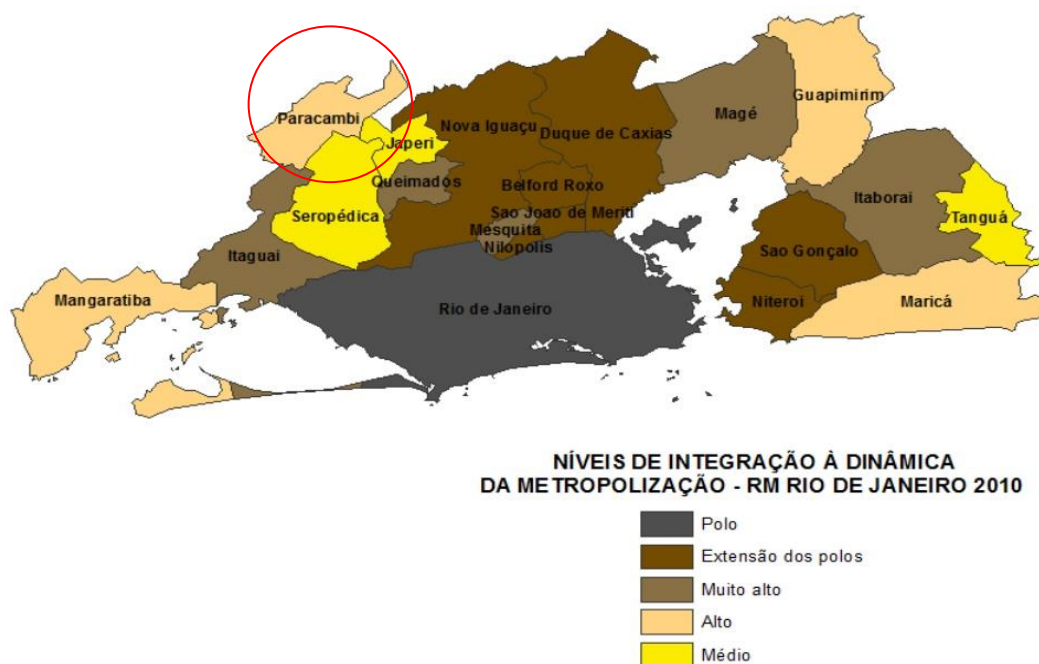 Paracambi
Guapimirim
Magé
Nova Iguaçu
Duque de Caxias
Japeri
Queimados
Belford Roxo
Itaborai
Seropédica
Sao Joao de Meriti
Tanguá
Mesquita
Nilopolis
Sao Gonçalo
Itaguai
Mangaratiba
Rio de Janeiro
Niteroi
Maricá
NÍVEIS DE INTEGRAÇÃO À DINÂMICA
DA METROPOLIZAÇÃO - RM RIO DE JANEIRO 2010
Polo
Extensão dos polos
Muito alto
Alto
Médio